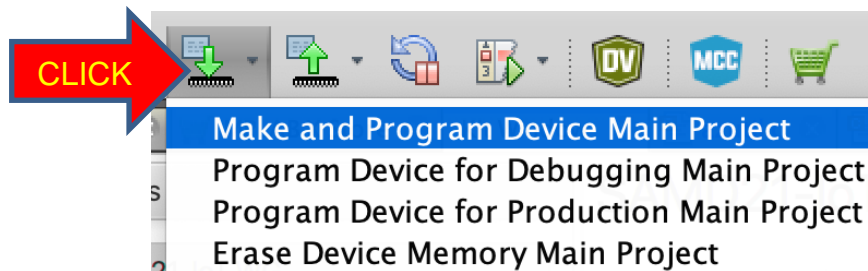 CLICK
DV
MCC
Make and Program Device Main Project
Program Device for Debugging Main Project
Program Device for Production Main Project
Erase Device Memory Main Project